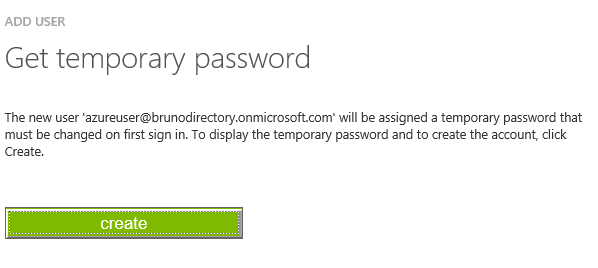 ADD USER
Get temporary password
The new user 'azureuser@brunodirectory.onmicrosoft.com' will be assigned a temporary password that
must be changed on first sign in. To display the temporary password and to create the account, click
Create.
create